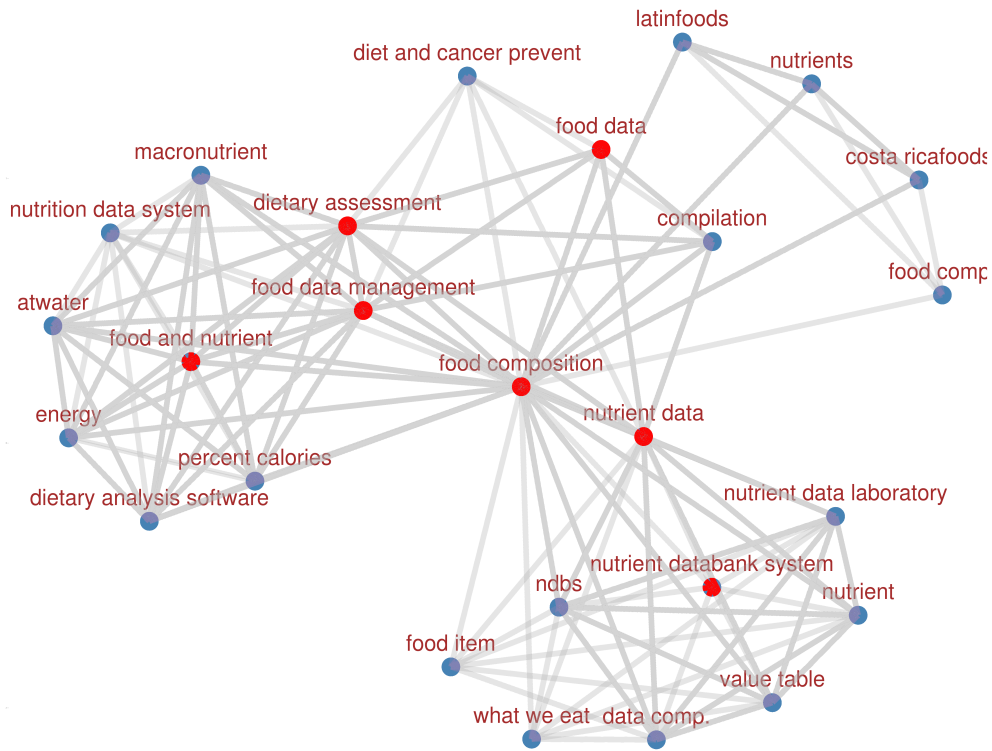 latinfoods
diet and cancer prevent
nutrients
food data
macronutrient
costa ricafoods
nutrition data system
dietary assessment
compilation
food data management
food comp
atwater
food and nutrient
food composition
energy
nutrient data
percent calories
dietary analysis software
nutrient data laboratory
nutrient databank system
ndbs
nutrient
food item
value table
what we eat
data comp.